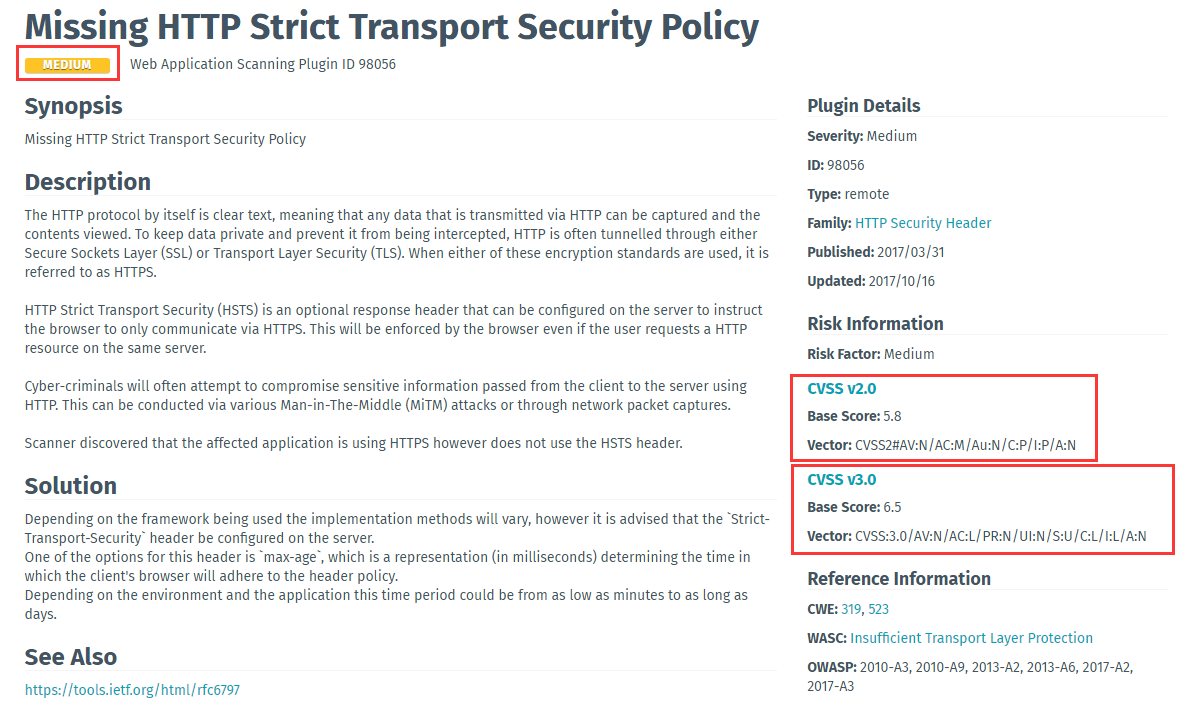 Missing HTTP Strict Transport Security Policy
MEDIUM
Web Application Scanning Plugin ID 98056
Synopsis
Missing HTTP Strict Transport Security Policy
Description
The HTTP protocol by itself is clear text, meaning that any data that is transmitted via HTTP can be captured and the
contents viewed. To keep data private and prevent it from being intercepted, HTTP is often tunnelled through either
Secure Sockets Layer (SSL) or Transport Layer Security (TLS). When either of these encryption standards are used, it is
referred to as HTTPS.
HTTP Strict Transport Security (HSTS) is an optional response header that can be configured on the server to instruct
the browser to only communicate via HTTPS. This will be enforced by the browser even if the user requests a HTTP
resource on the same server.
Cyber-criminals will often attempt to compromise sensitive information passed from the client to the server using
HTTP. This can be conducted via various Man-in-The-Middle (MiTM) attacks or through network packet captures.
Scanner discovered that the affected application is using HTTPS however does not use the HSTS header.
Solution
Depending on the framework being used the implementation methods will vary, however it is advised that the `Strict-
Transport-Security` header be configured on the server.
One of the options for this header is `max-age`, which is a representation (in milliseconds) determining the time in
which the client's browser will adhere to the header policy.
Depending on the environment and the application this time period could be from as low as minutes to as long as
days.
See Also
https://tools.ietf.org/html/rfc6797
Plugin Details
Severity: Medium
ID: 98056
Type: remote
Family: HTTP Security Header
Published: 2017/03/31
Updated: 2017/10/16
Risk Information
Risk Factor: Medium
CVSS v2.0
Base Score: 5.8
Vector: CVSS2#AV:N/AC:M/Au:N/C:P/I:P/A:N
CVSS v3.0
Base Score: 6.5
Vector: CVSS:3.0/AV:N/AC:L/PR:N/UI:N/S:U/C:L/I:L/A:N
Reference Information
CWE: 319, 523
WASC: Insufficient Transport Layer Protection
OWASP: 2010-A3, 2010-A9, 2013-A2, 2013-A6, 2017-A2,
2017-A3